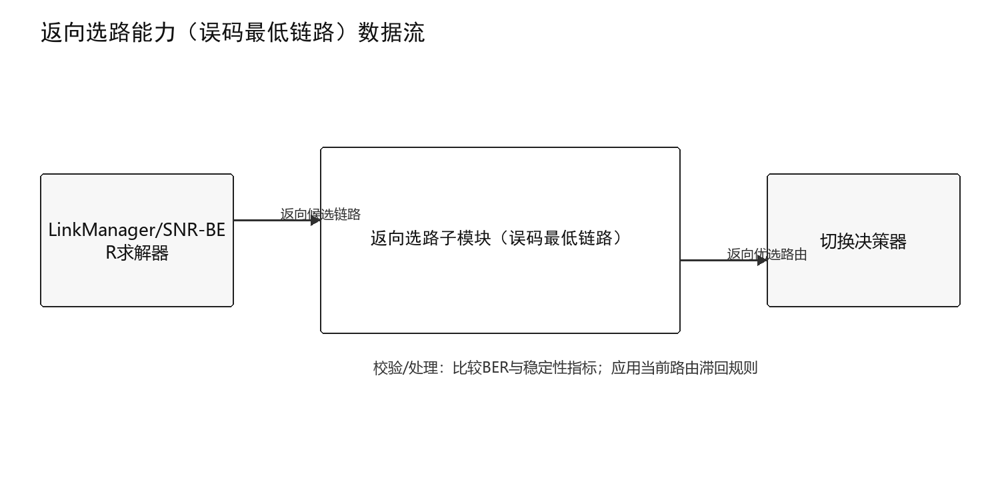 返向选路能力（误码最低链路）数据流
LinkManager/SNR-BE
R求解器
返向候选链路
返向选路子模块（误码最低链路）
返向优选路由
切换决策器
校验/处理：比较BER与稳定性指标；应用当前路由滞回规则